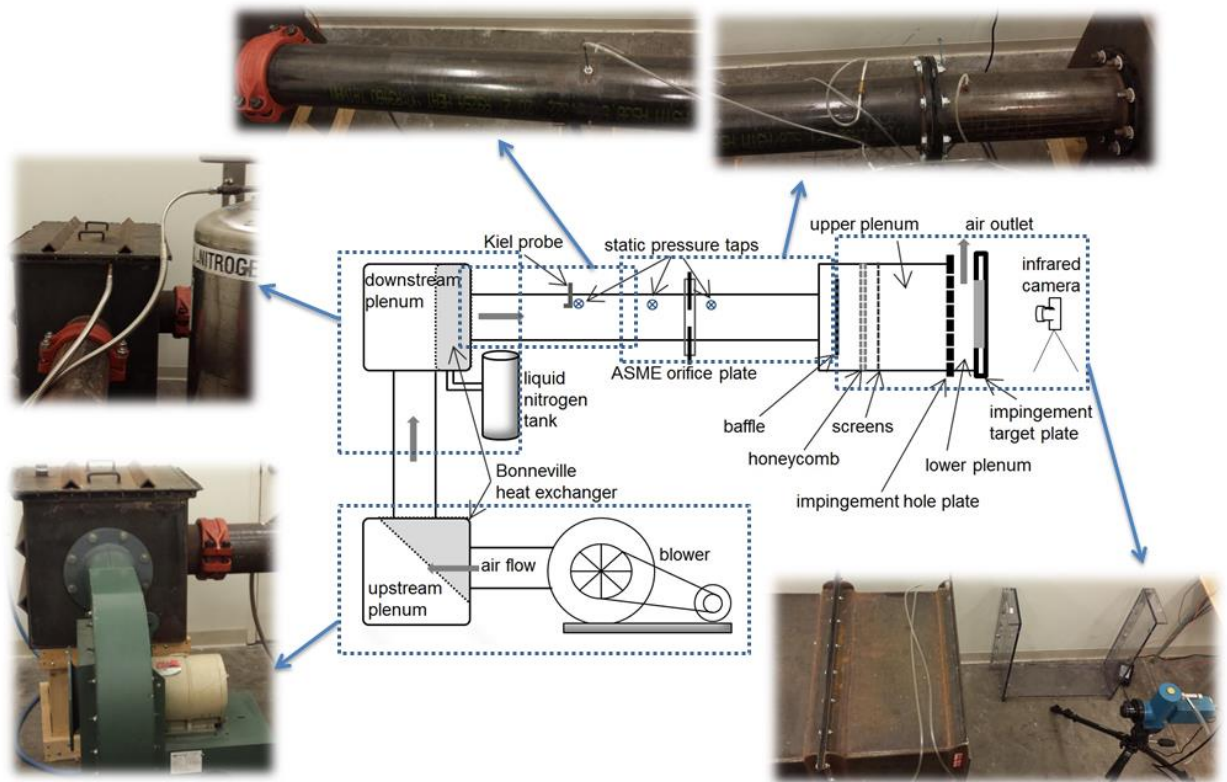 NITROGE
Kiel probe
static pressure taps
upper plenum
air outlet
infrared
camera
downstream
plenum
liquid
nitrogen
tank
ASME orifice plate
baffle
honeycomb
screens
impingement hole plate
lower plenum
impingement
target plate
Bonneville
heat exchanger
air flow
blower
upstream
plenum